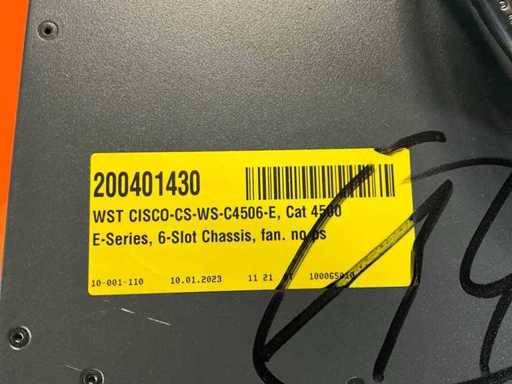 200401430
WST CISCO-CS-WS-C4506-E, Cat 4500
E-Series, 6-Slot Chassis, fan. no ps
10-001-110 10.01.2023 11 21